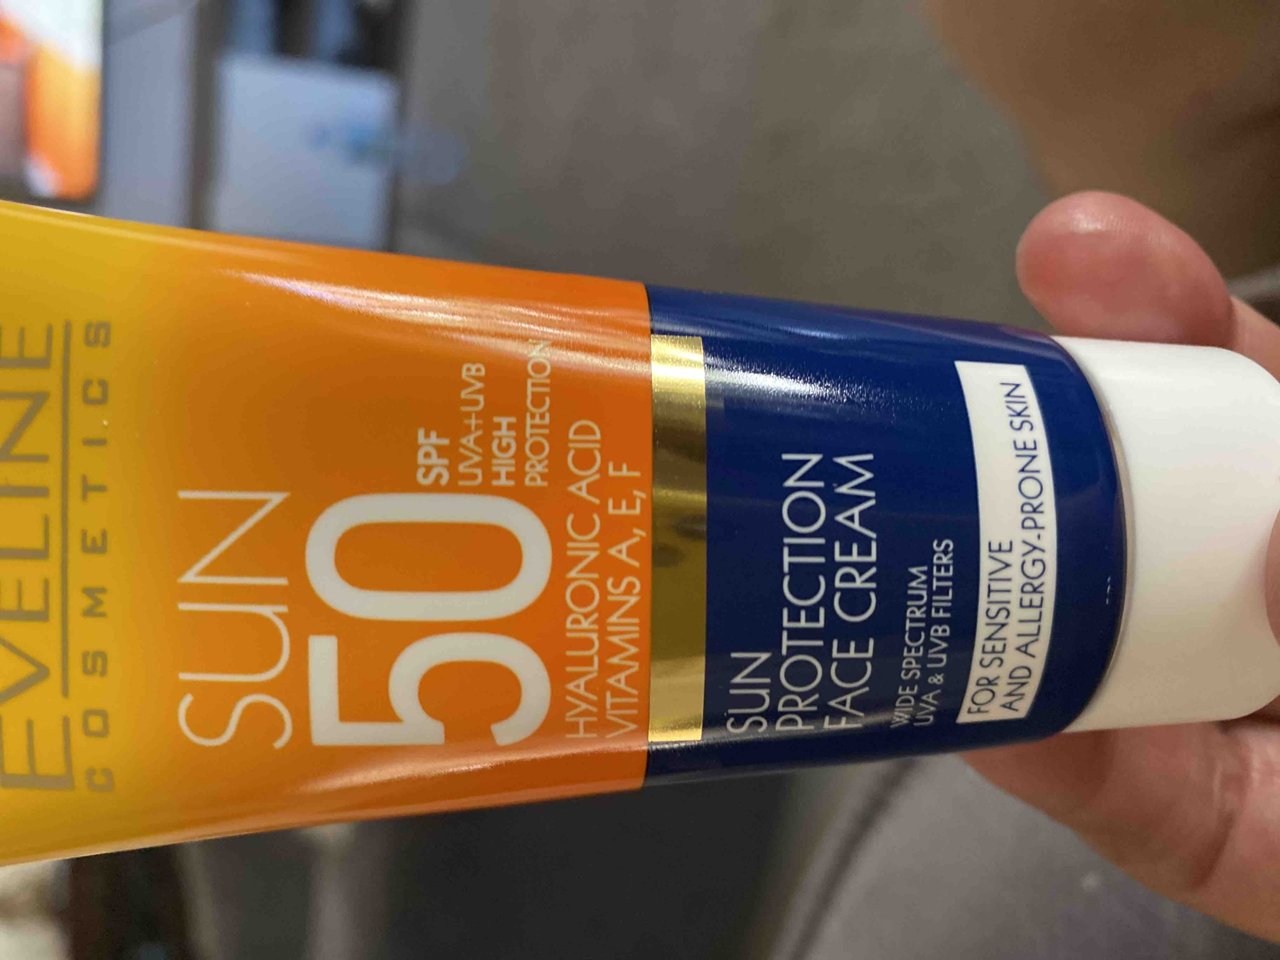 EVELINE
COSMETICS
SUN
50
SPF
UVA+UVB
HIGH
PROTECTION
HYALURONIC ACID
VITAMINS A, E, F
SUN
PROTECTION
FACE CREAM
WIDE SPECTRUM
UVA & UVB FILTERS
FOR SENSITIVE
AND ALLERGY-PRONE SKIN